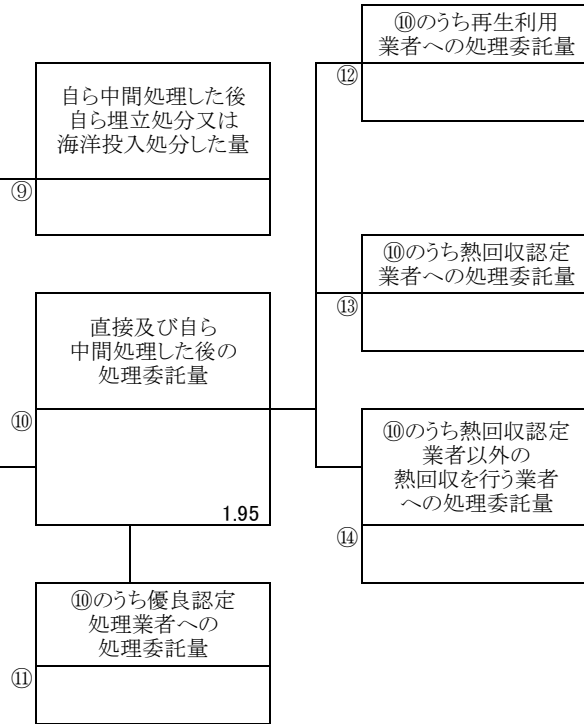 自ら中間処理した後
自ら埋立処分又は
海洋投入処分した量
⑨
直接及び自ら
中間処理した後の
処理委託量
⑩
1.95
⑩のうち優良認定
処理業者への
処理委託量
⑪
⑩のうち再生利用
業者への処理委託量
⑫
⑩のうち熱回収認定
業者への処理委託量
⑬
⑩のうち熱回収認定
業者以外の
熱回収を行う業者
への処理委託量
⑭